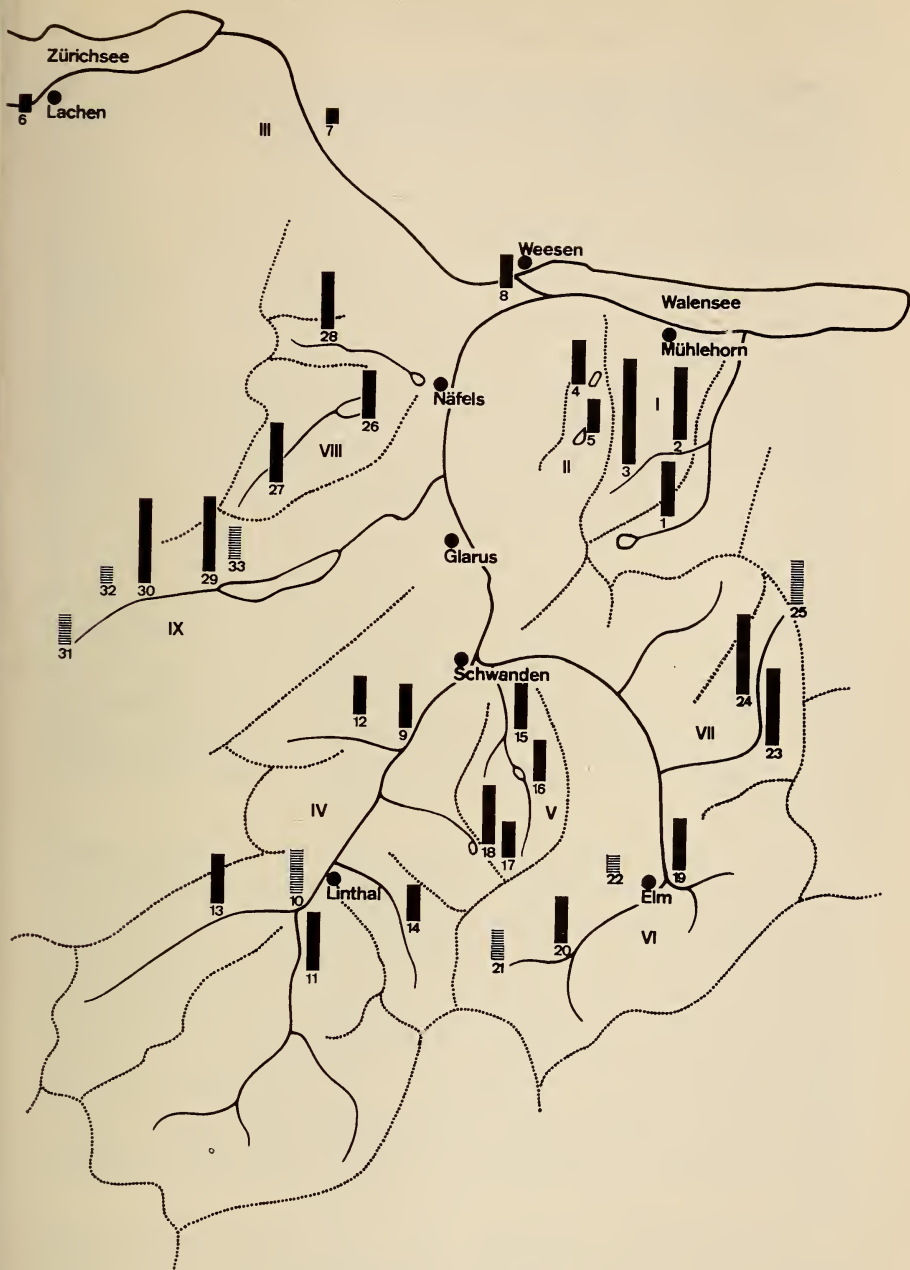 Zürichsee
6
Lachen
III
7
Weesen
8
Walensee
Mühlehorn
28
4
I
Näfels
26
5
2
VIII
II
3
27
1
Glarus
33
32
30
29
25
IX
31
Schwanden
24
12
9
15
VII
23
16
IV
V
18
17
22
19
13
10
Linthal
Elm
14
VI
20
21
11